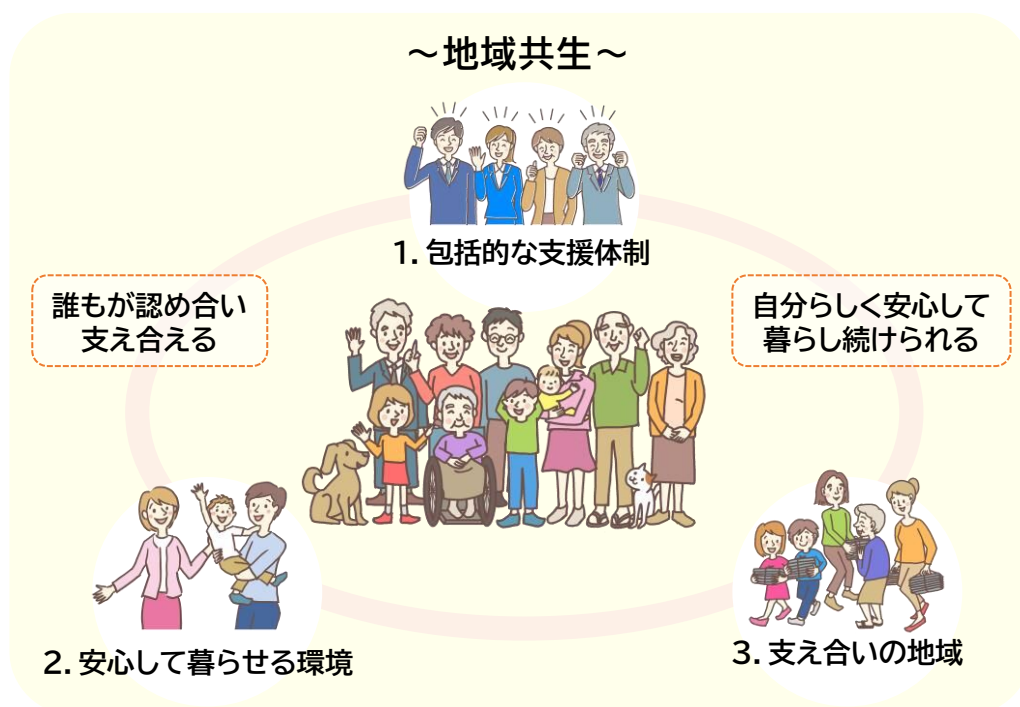 ～地域共生～
1. 包括的な支援体制
誰もが認め合い
支え合える
自分らしく安心して
暮らし続けられる
2. 安心して暮らせる環境
3. 支え合いの地域